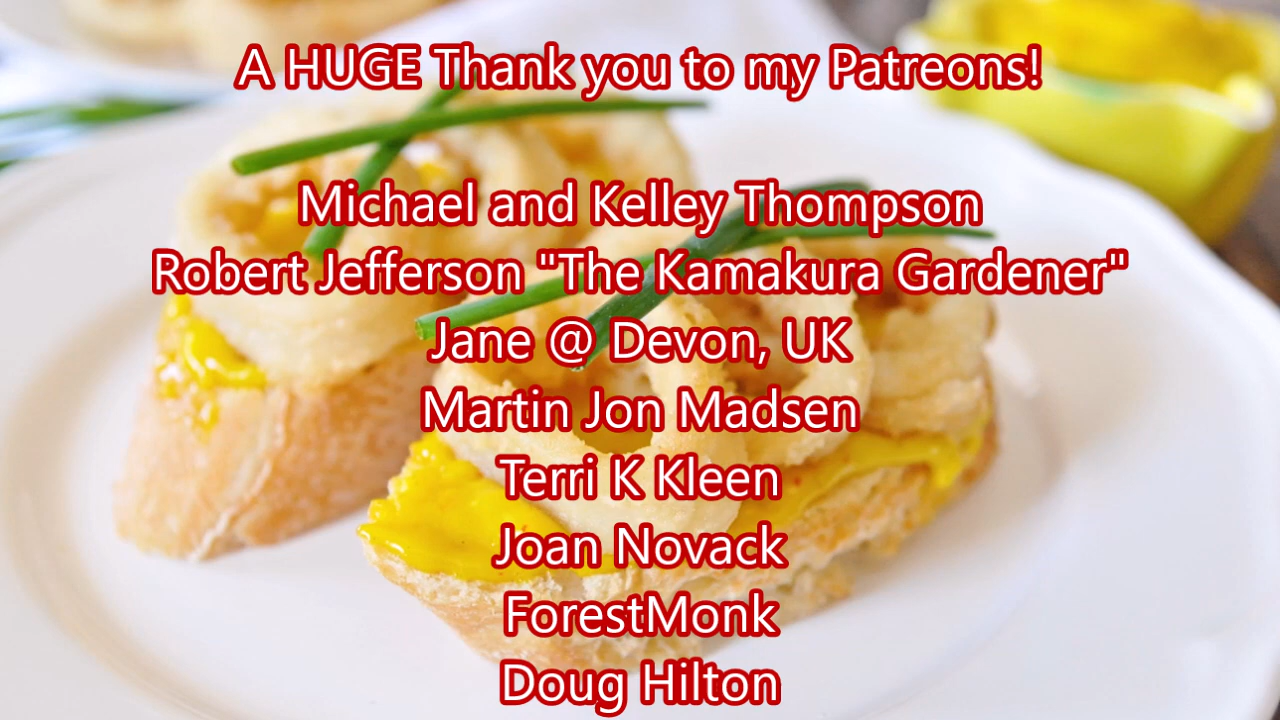 A HUGE Thank you to my Patreons!
Michael and Kelley Thompson
Robert Jefferson "The Kamakura Gardener"
Jane @ Devon, UK
Martin Jon Madsen
Terri K Kleen
Joan Novack
ForestMonk
Doug Hilton